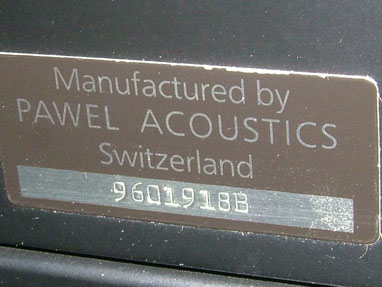 Manufactured by
PAWEL ACOUSTICS
Switzerland
9601918B